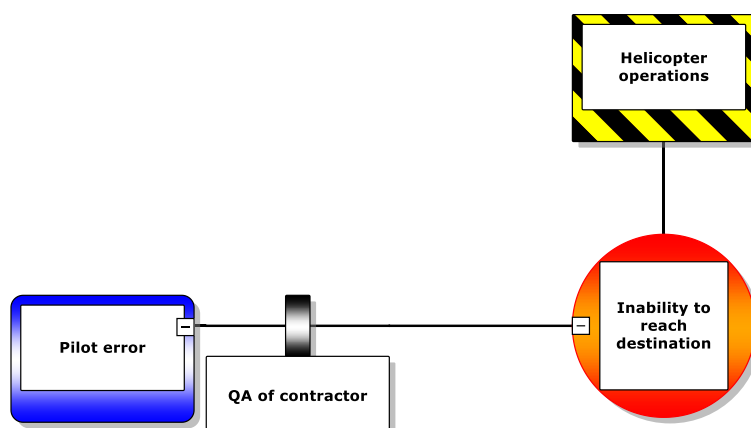 Helicopter
operations
Inability to
reach
destination
Pilot error
QA of contractor